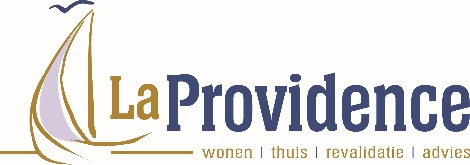 LaProvidence
wonen | thuis | revalidatie | advies